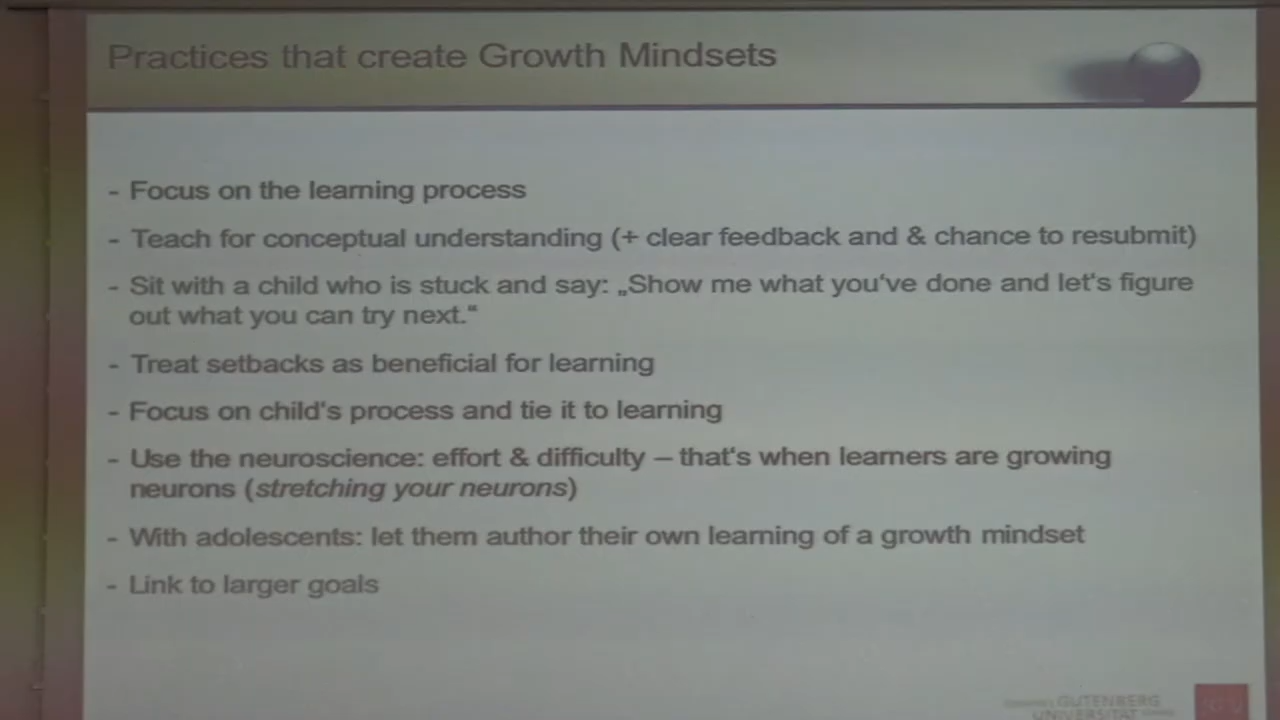 Practices that create Growth Mindsets
- Focus on the learning process
- Teach for conceptual understanding (+ clear feedback and & chance to resubmit)
- Sit with a child who is stuck and say: „Show me what you've done and let's figure
out what you can try next.“
- Treat setbacks as beneficial for learning
- Focus on child's process and tie it to learning
- Use the neuroscience: effort & difficulty – that's when learners are growing
neurons (stretching your neurons)
- With adolescents: let them author their own learning of a growth mindset
- Link to larger goals
GUTENBERG
UNIVERSITÄT